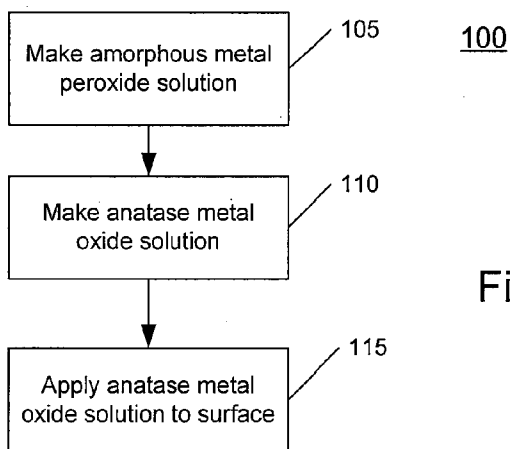 105
100
Make amorphous metal
peroxide solution
110
Make anatase metal
oxide solution
Fi
115
Apply anatase metal
oxide solution to surface